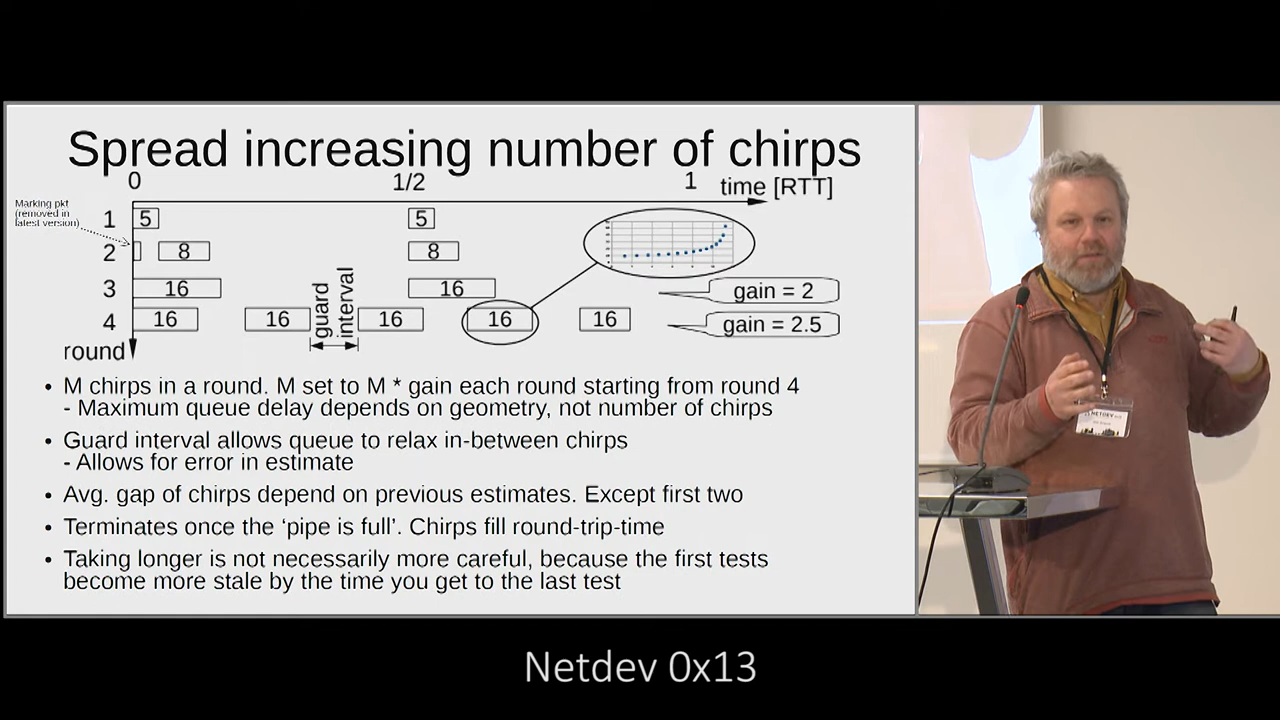 Spread increasing number of chirps
0 1/2 1 time [RTT]
Marking pkt
(removed in
latest version)
1 5 5
2 8 8
3 16 16 gain = 2
4 16 16 16 16 16 gain = 2.5
guard
interval
round
• M chirps in a round. M set to M * gain each round starting from round 4
- Maximum queue delay depends on geometry, not number of chirps
• Guard interval allows queue to relax in-between chirps
- Allows for error in estimate
• Avg. gap of chirps depend on previous estimates. Except first two
• Terminates once the ‘pipe is full’. Chirps fill round-trip-time
• Taking longer is not necessarily more careful, because the first tests
become more stale by the time you get to the last test
NETDEV
Netdev 0x13